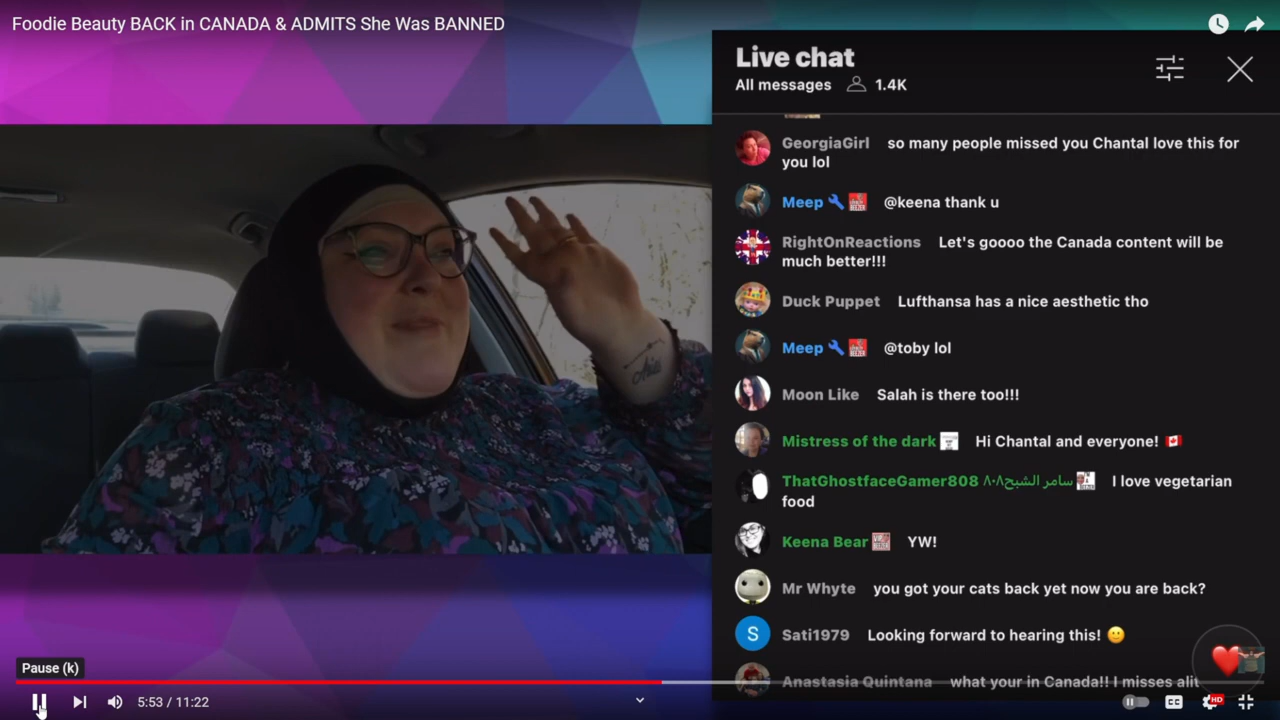 Foodie Beauty BACK in CANADA & ADMITS She Was BANNED
Live chat
All messages 1.4K
GeorgiaGirl so many people missed you Chantal love this for
you lol
Meep @keena thank u
RightOnReactions Let's goooo the Canada content will be
much better!!!
Duck Puppet Lufthansa has a nice aesthetic tho
Meep @toby lol
Moon Like Salah is there too!!!
Mistress of the dark Hi Chantal and everyone! 🇨🇦
ThatGhostfaceGamer808 سامر الشبح٨٠٨ I love vegetarian
food
Keena Bear YW!
Mr Whyte you got your cats back yet now you are back?
S Sati1979 Looking forward to hearing this! 🙂
Anastasia Quintana what your in Canada!! I misses alit
Pause (k)
5:53 / 11:22
CC
HD